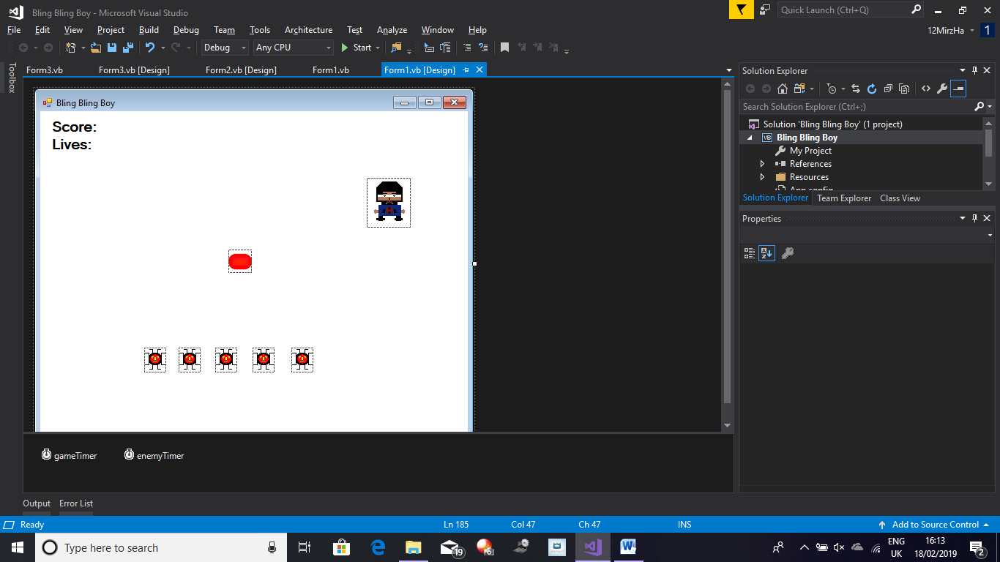 Bling Bling Boy - Microsoft Visual Studio
Quick Launch (Ctrl+Q)
File Edit View Project Build Debug Team Tools Architecture Test Analyze Window Help
12MirzHa 1
Debug Any CPU Start
Toolbox
Form3.vb Form3.vb [Design] Form2.vb [Design] Form1.vb Form1.vb [Design]
Bling Bling Boy
Score:
Lives:
gameTimer enemyTimer
Solution Explorer
Search Solution Explorer (Ctrl+;)
Solution 'Bling Bling Boy' (1 project)
VB Bling Bling Boy
My Project
References
Resources
App.config
Solution Explorer Team Explorer Class View
Properties
Output Error List
Ready Ln 185 Col 47 Ch 47 INS Add to Source Control
Type here to search
19
ENG 16:13
UK 18/02/2019
2